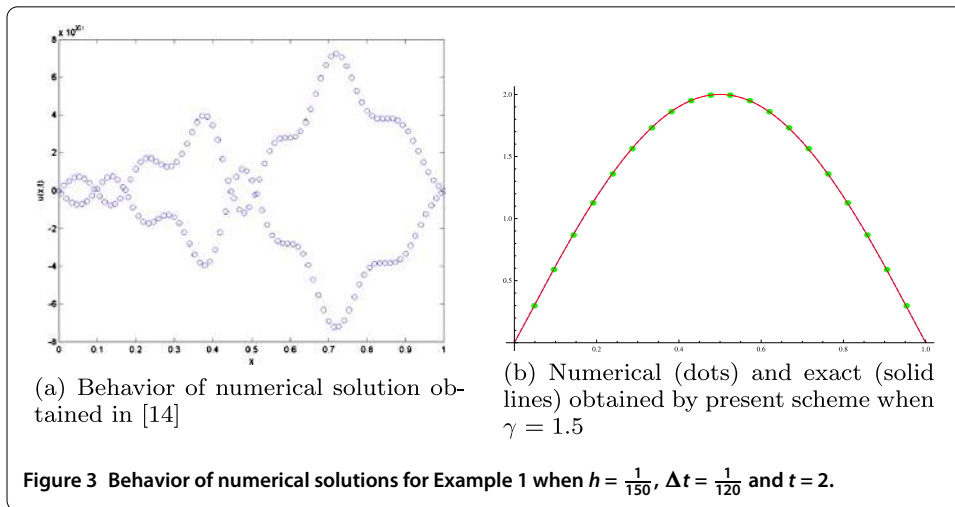 8
6
4
2
0
-2
-4
-6
-8
u(x,t)
0 0.1 0.2 0.3 0.4 0.5 0.6 0.7 0.8 0.9 1
x
2.0
1.5
1.0
0.5
0.2 0.4 0.6 0.8 1.0
(a) Behavior of numerical solution ob-
tained in [14]
(b) Numerical (dots) and exact (solid
lines) obtained by present scheme when
γ = 1.5
Figure 3 Behavior of numerical solutions for Example 1 when h = 1/150, Δt = 1/120 and t = 2.